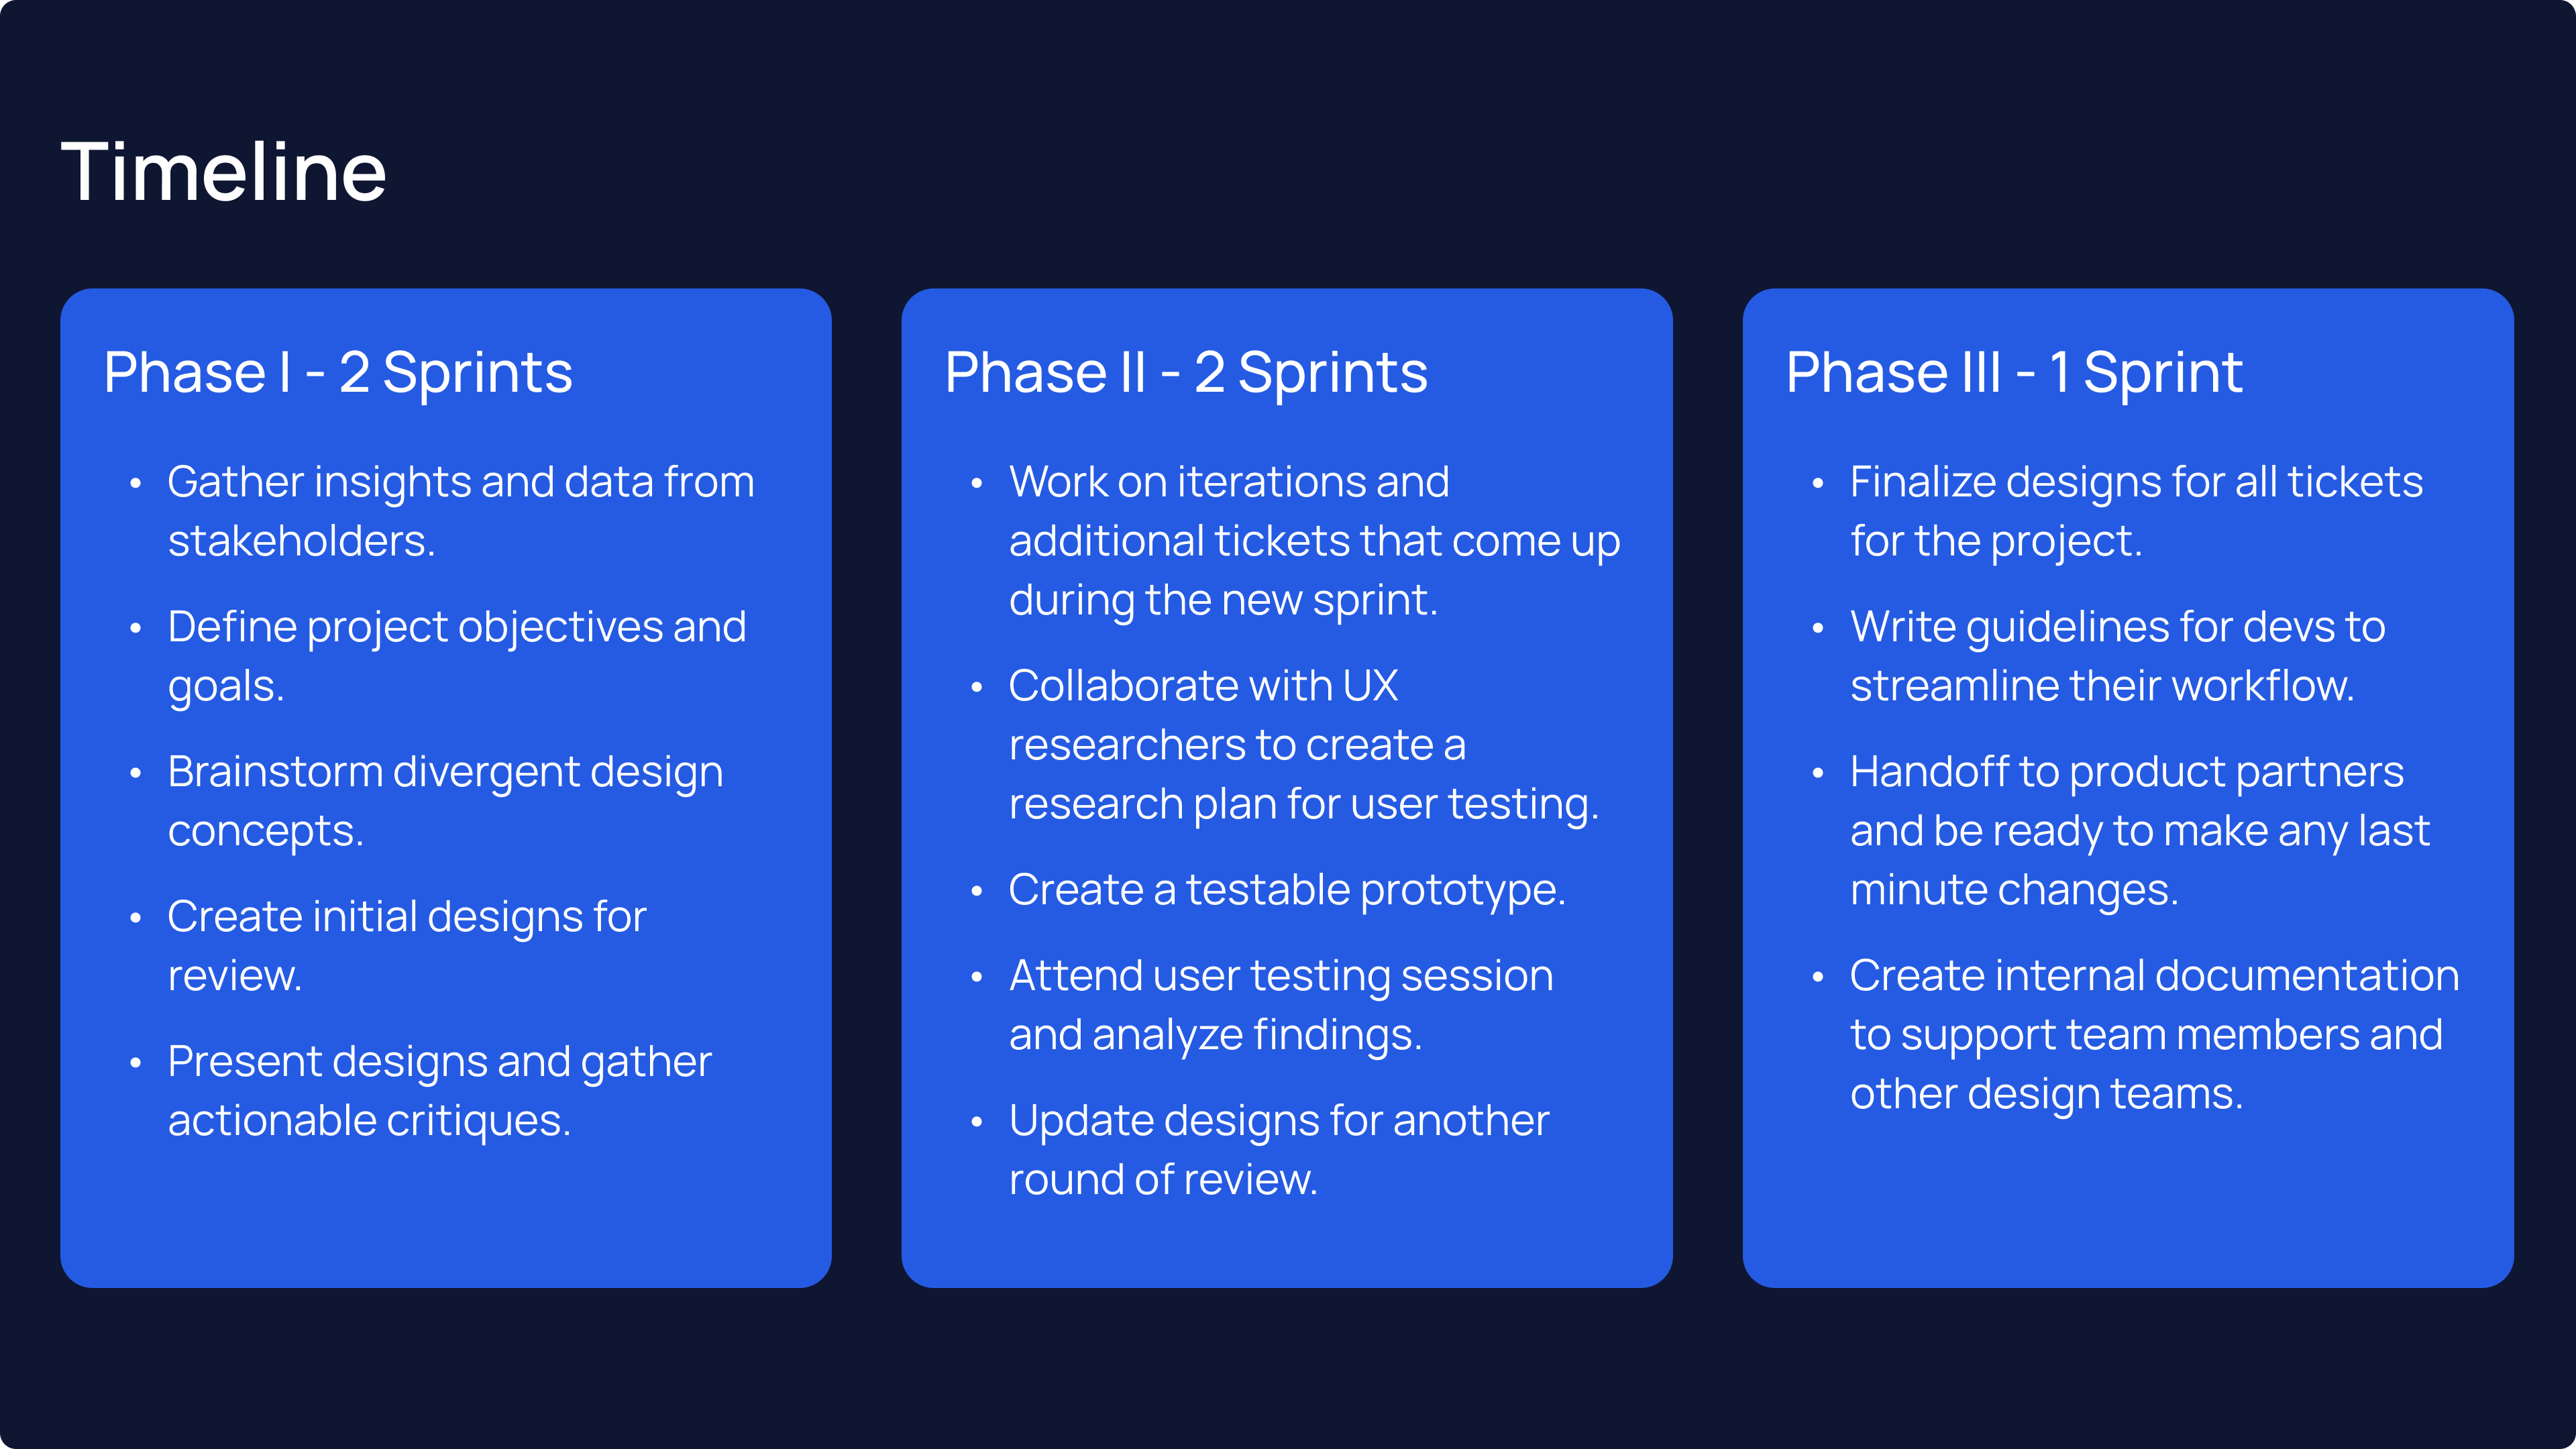 Timeline
Phase I - 2 Sprints
• Gather insights and data from
stakeholders.
• Define project objectives and
goals.
• Brainstorm divergent design
concepts.
• Create initial designs for
review.
• Present designs and gather
actionable critiques.
Phase II - 2 Sprints
• Work on iterations and
additional tickets that come up
during the new sprint.
• Collaborate with UX
researchers to create a
research plan for user testing.
• Create a testable prototype.
• Attend user testing session
and analyze findings.
• Update designs for another
round of review.
Phase III - 1 Sprint
• Finalize designs for all tickets
for the project.
• Write guidelines for devs to
streamline their workflow.
• Handoff to product partners
and be ready to make any last
minute changes.
• Create internal documentation
to support team members and
other design teams.